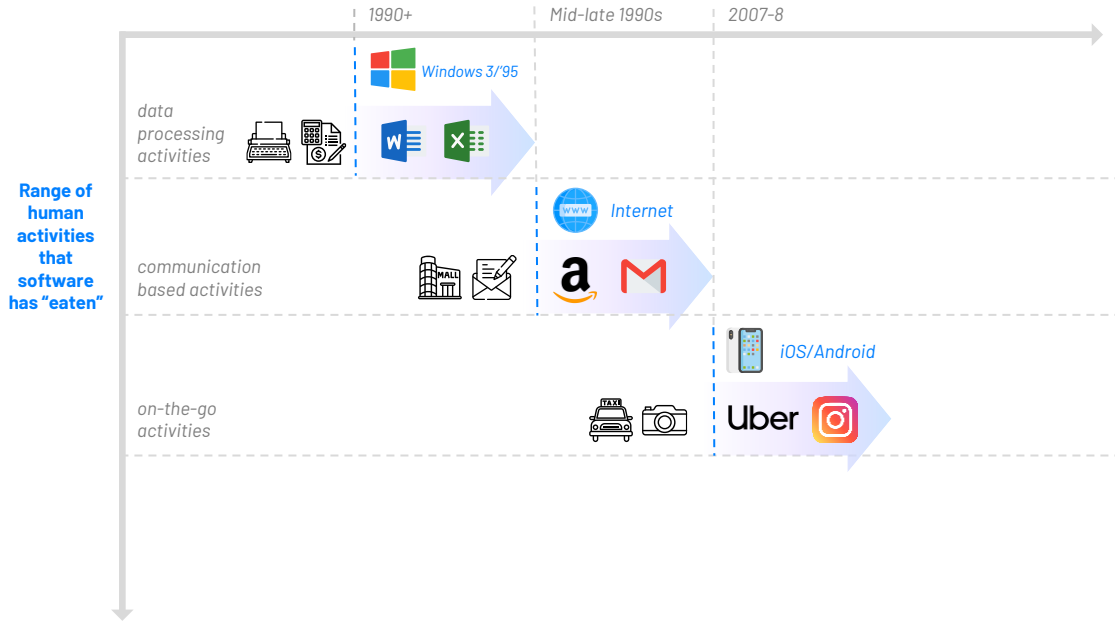 1990+
Mid-late 1990s
2007-8
Windows 3/'95
data
processing
activities
W
X
$
Range of
human
activities
that
software
has “eaten”
www
Internet
communication
based activities
MALL
a
M
iOS/Android
on-the-go
activities
TAXI
Uber